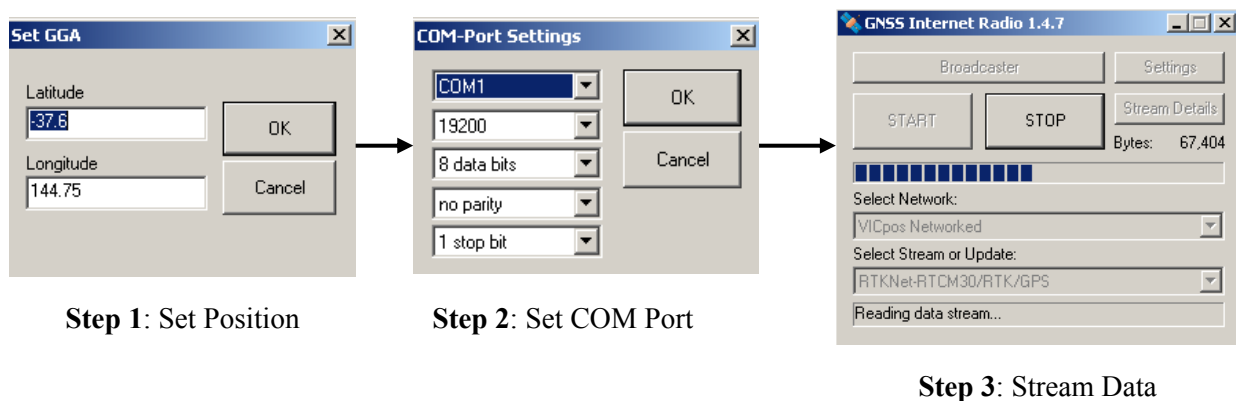 Set GGA
Latitude
-37.6
OK
Longitude
144.75
Cancel
Step 1: Set Position
COM-Port Settings
COM1
OK
19200
8 data bits
Cancel
no parity
1 stop bit
Step 2: Set COM Port
GNSS Internet Radio 1.4.7
Broadcaster Settings
START STOP Stream Details
Bytes: 67,404
Select Network:
VICpos Networked
Select Stream or Update:
RTKNet-RTCM30/RTK/GPS
Reading data stream...
Step 3: Stream Data